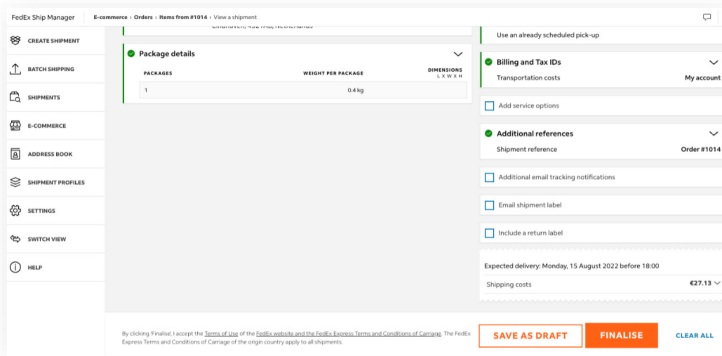 FedEx Ship Manager
E-commerce › Orders › Items from #1014 › View a shipment
CREATE SHIPMENT
BATCH SHIPPING
SHIPMENTS
E-COMMERCE
ADDRESS BOOK
SHIPMENT PROFILES
SETTINGS
SWITCH VIEW
HELP
Package details
PACKAGES WEIGHT PER PACKAGE DIMENSIONS
L X W X H
1 0.4 kg
Use an already scheduled pick-up
Billing and Tax IDs
Transportation costs My account
Add service options
Additional references
Shipment reference Order #1014
Additional email tracking notifications
Email shipment label
Include a return label
Expected delivery: Monday, 15 August 2022 before 18:00
Shipping costs €27.13
By clicking 'Finalise', I accept the Terms of Use of the FedEx website and the FedEx Express Terms and Conditions of Carriage. The FedEx
Express Terms and Conditions of Carriage of the origin country apply to all shipments.
SAVE AS DRAFT
FINALISE
CLEAR ALL